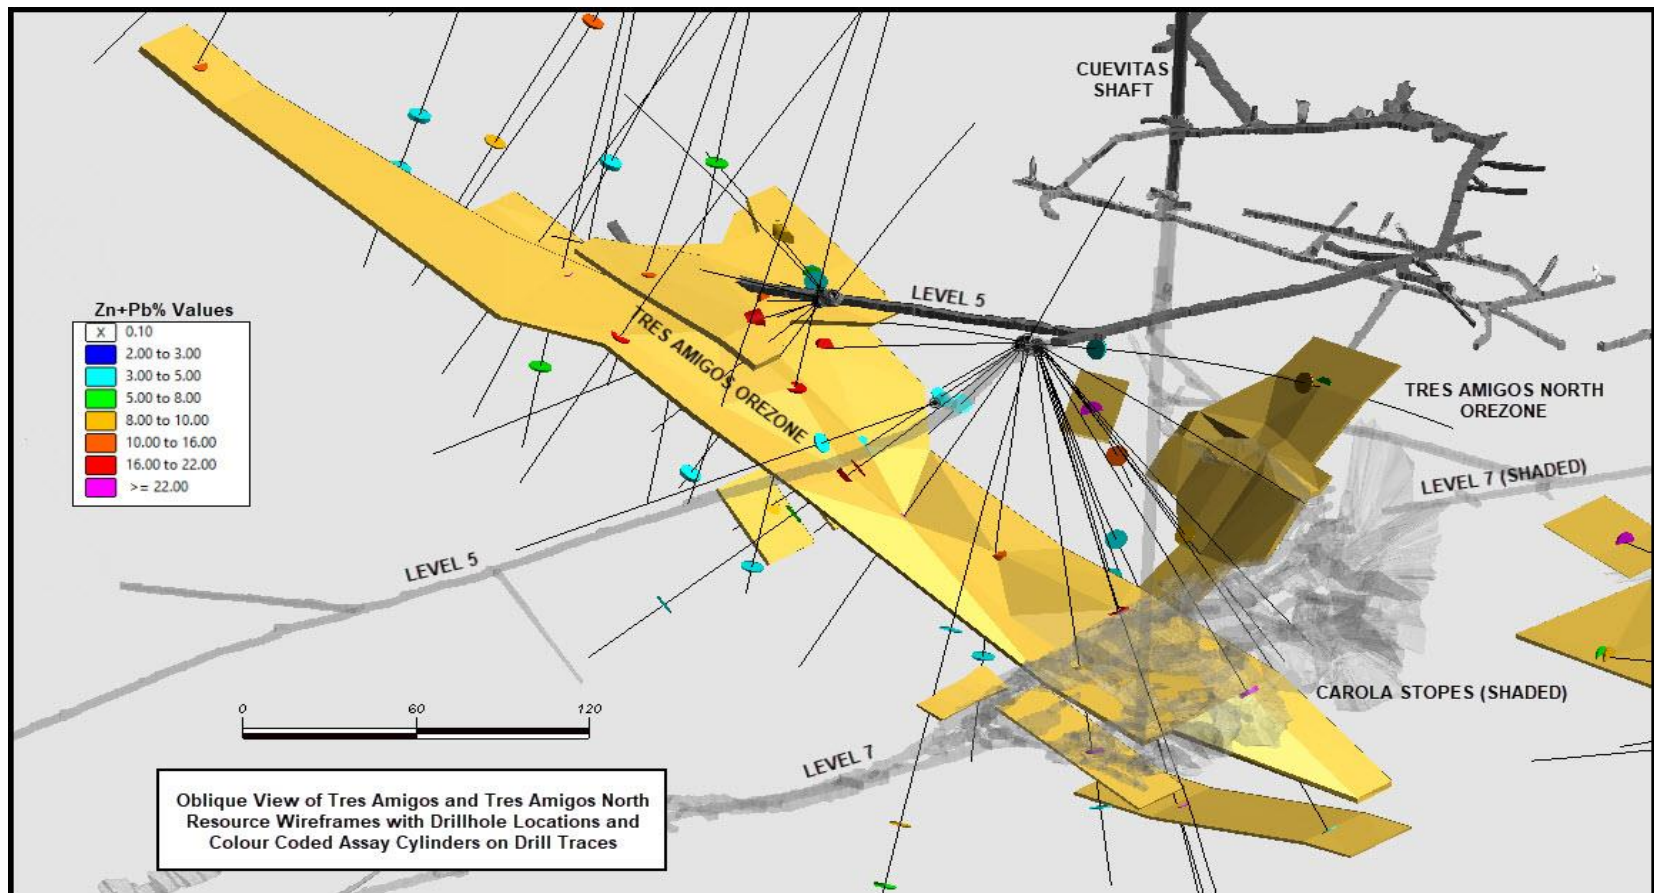 CUEVITAS
SHAFT
LEVEL 5
Zn+Pb% Values
X 0.10
2.00 to 3.00
3.00 to 5.00
5.00 to 8.00
8.00 to 10.00
10.00 to 16.00
16.00 to 22.00
>= 22.00
TRES AMIGOS OREZONE
TRES AMIGOS NORTH
OREZONE
LEVEL 7 (SHADED)
LEVEL 5
CAROLA STOPES (SHADED)
0 60 120
LEVEL 7
Oblique View of Tres Amigos and Tres Amigos North
Resource Wireframes with Drillhole Locations and
Colour Coded Assay Cylinders on Drill Traces